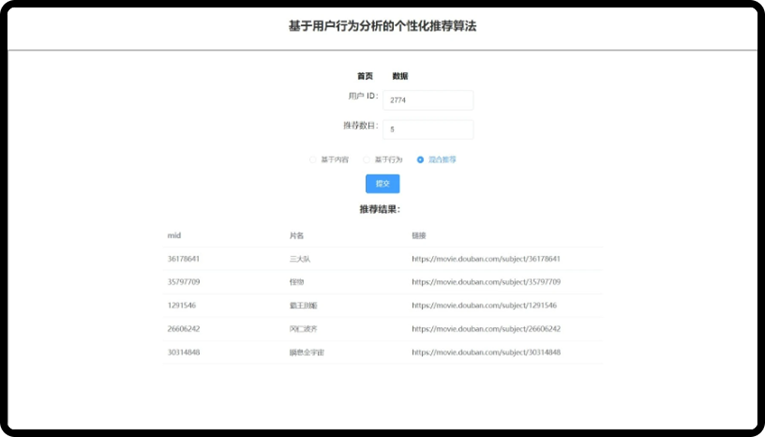 基于用户行为分析的个性化推荐算法
首页 数据
用户 ID: 2774
推荐数目: 5
基于内容 基于行为 混合推荐
提交
推荐结果:
mid 片名 链接
36178641 三大队 https://movie.douban.com/subject/36178641
35797709 怪物 https://movie.douban.com/subject/35797709
1291546 霸王别姬 https://movie.douban.com/subject/1291546
26606242 冈仁波齐 https://movie.douban.com/subject/26606242
30314848 瞬息全宇宙 https://movie.douban.com/subject/30314848